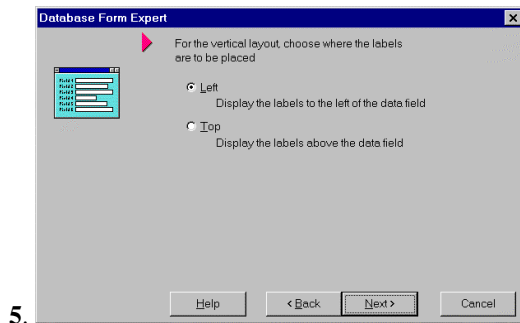 Database Form Expert
For the vertical layout, choose where the labels
are to be placed
Left
Display the labels to the left of the data field
Top
Display the labels above the data field
Help
< Back
Next >
Cancel
5.